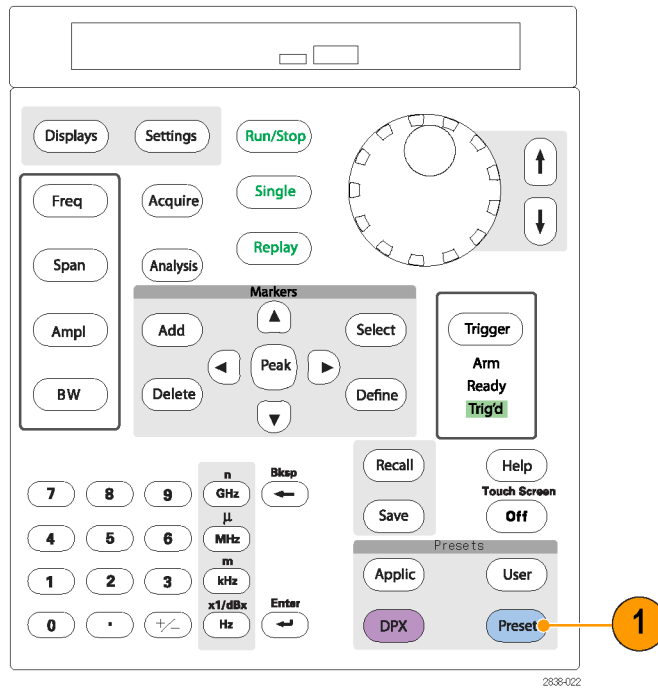 Displays Settings Run/Stop
Freq Acquire Single
Span Analysis Replay
Markers
Ampl Add Select Trigger
Peak
Arm
BW Delete Define Ready
Trig'd
Recall Help
n Bksp
7 8 9 GHz
Touch Screen
Save Off
µ
4 5 6 MHz
Presets
m
1 2 3 kHz Applic User
x1/dBx Enter
0 . +/− Hz DPX Preset 1
2838-022